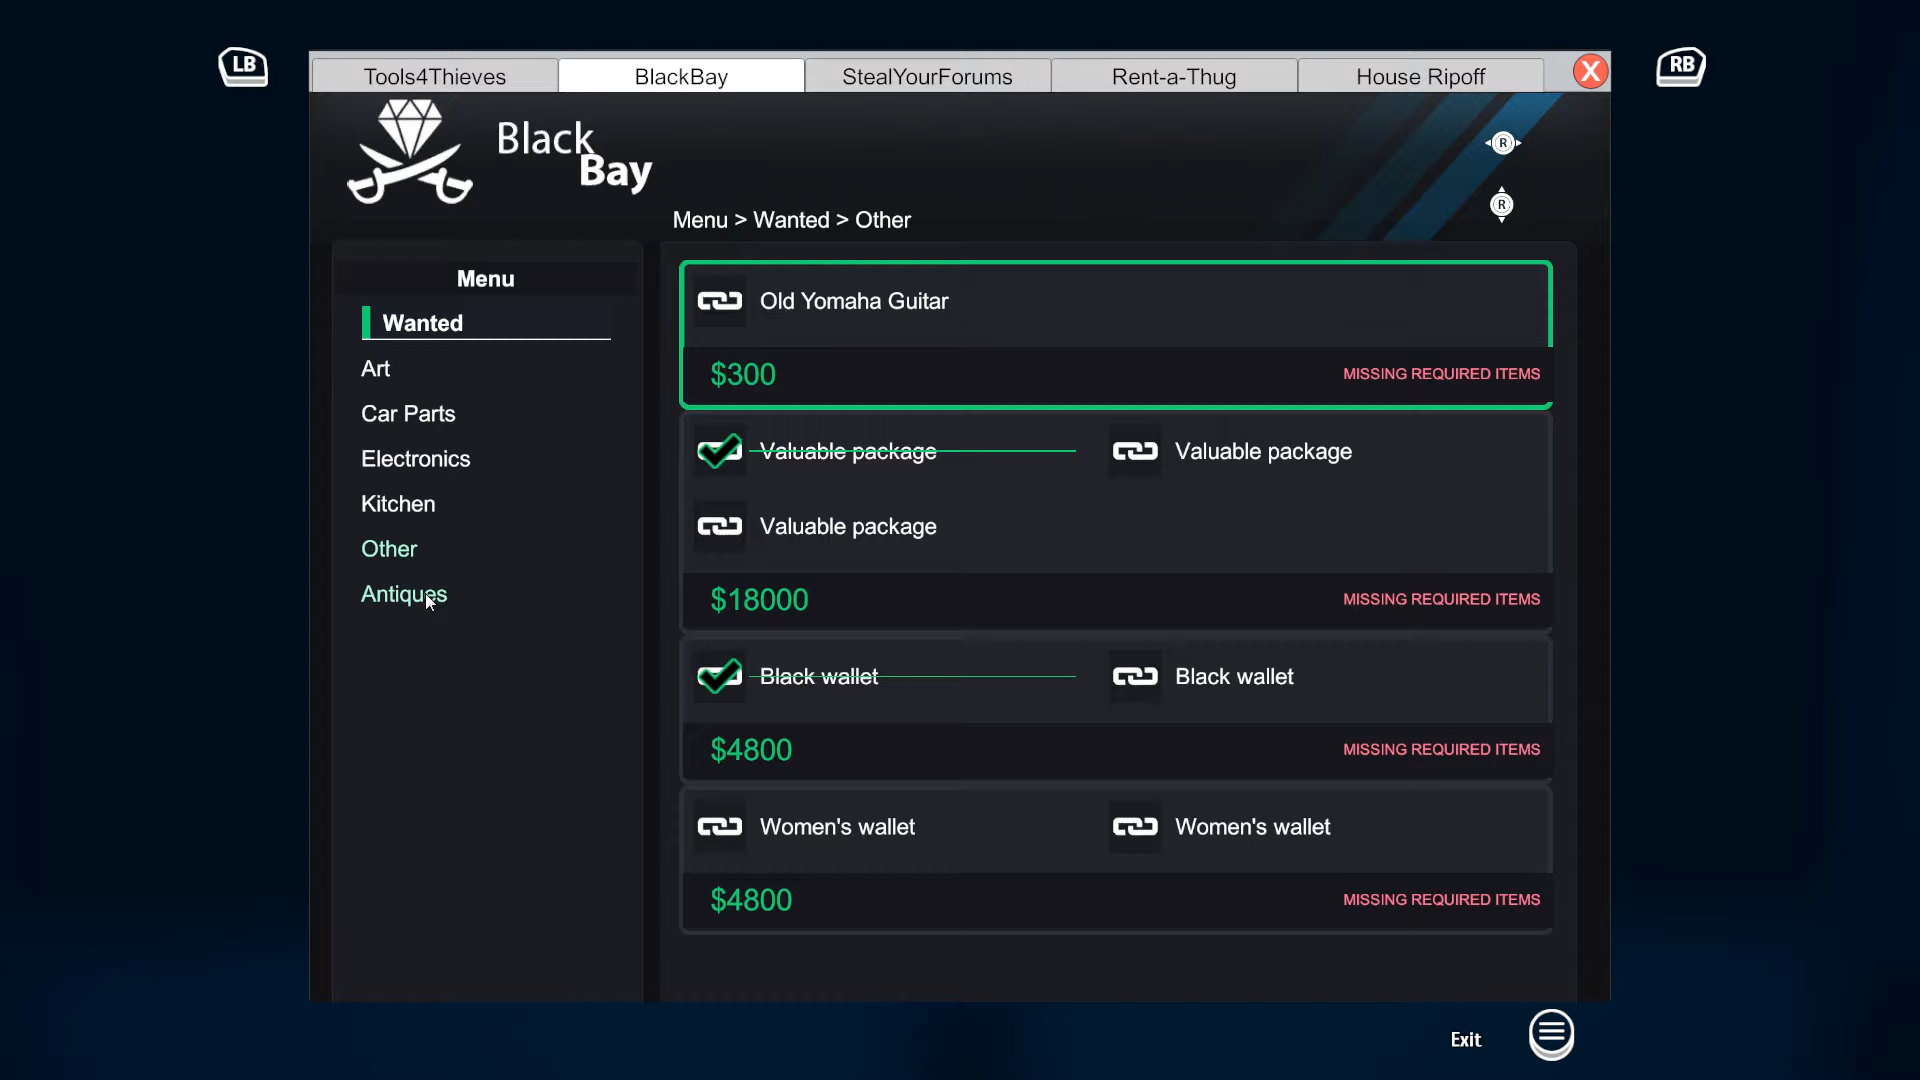 LB
RB
Tools4Thieves
BlackBay
StealYourForums
Rent-a-Thug
House Ripoff
X
Black
Bay
R
R
Menu > Wanted > Other
Menu
Wanted
Art
Car Parts
Electronics
Kitchen
Other
Antiques
Old Yomaha Guitar
$300 MISSING REQUIRED ITEMS
Valuable package Valuable package
Valuable package
$18000 MISSING REQUIRED ITEMS
Black wallet Black wallet
$4800 MISSING REQUIRED ITEMS
Women's wallet Women's wallet
$4800 MISSING REQUIRED ITEMS
Exit